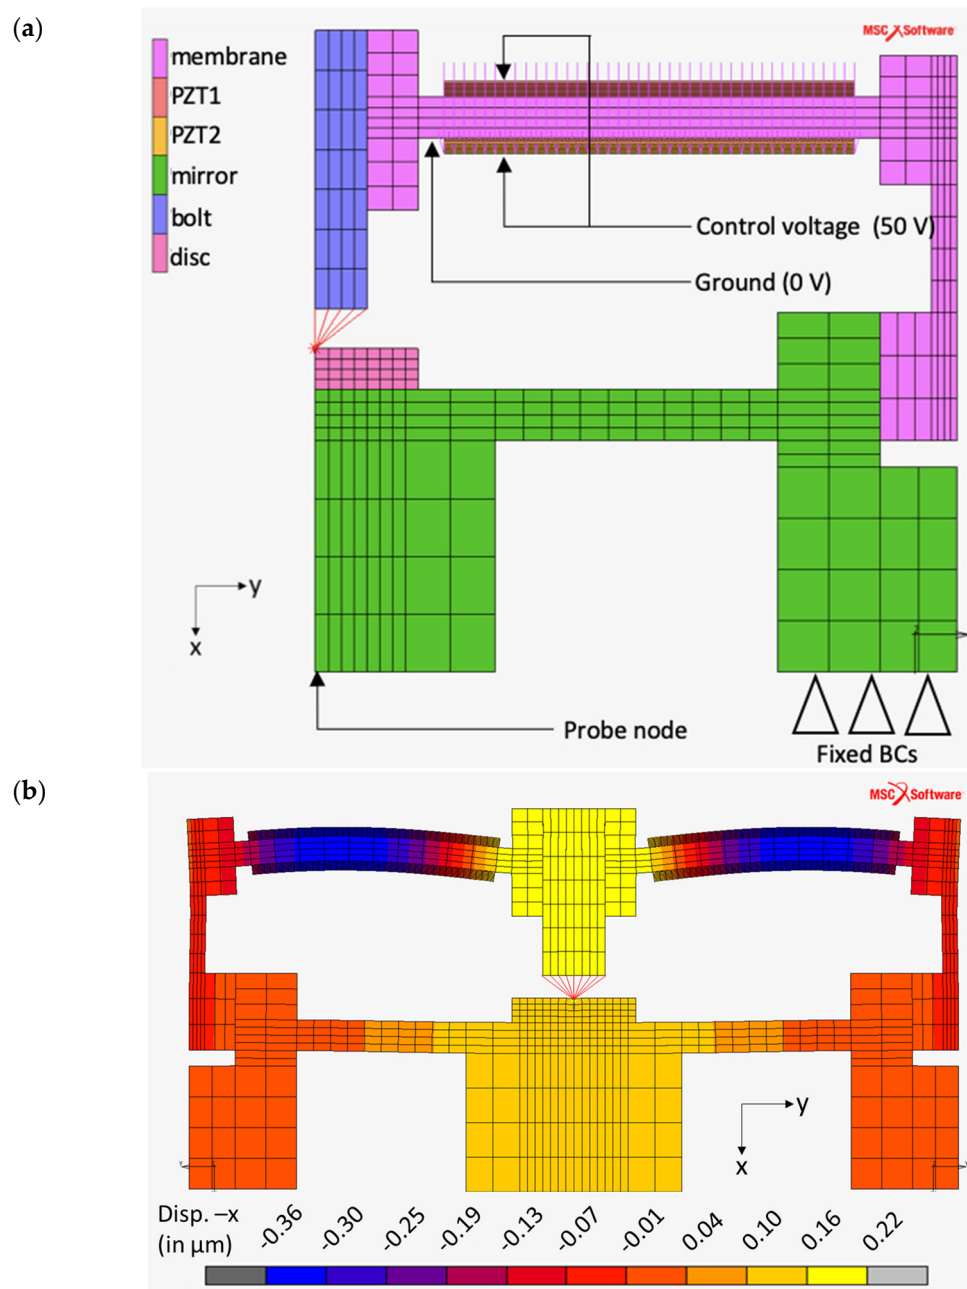 (a)
MSC Software
membrane
PZT1
PZT2
mirror
bolt
disc
Control voltage (50 V)
Ground (0 V)
y
x
Probe node
Fixed BCs
(b)
MSC Software
y
x
Disp. –x
(in μm)
-0.36 -0.30 -0.25 -0.19 -0.13 -0.07 -0.01 0.04 0.10 0.16 0.22